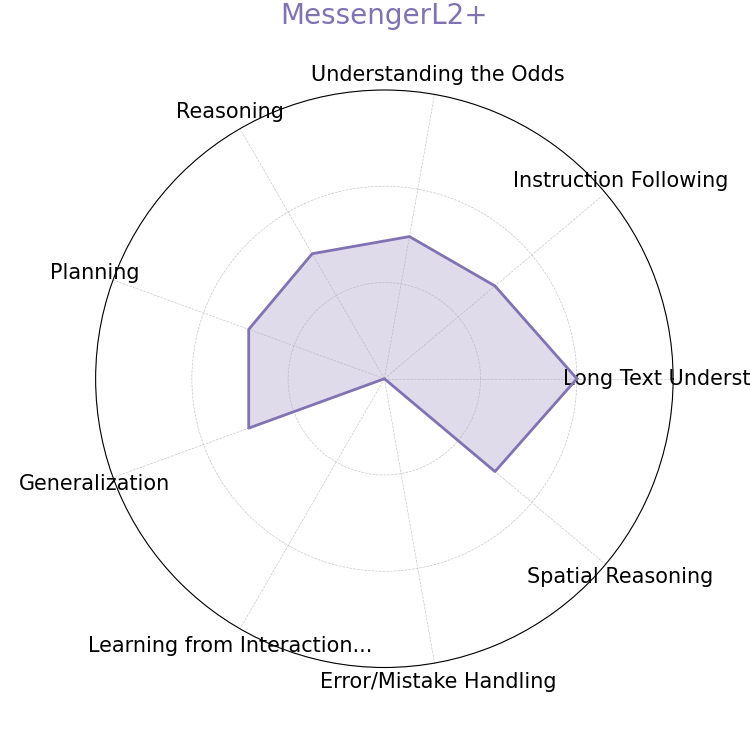 MessengerL2+
Understanding the Odds
Reasoning
Instruction Following
Planning
Long Text Underst
Generalization
Spatial Reasoning
Learning from Interaction...
Error/Mistake Handling